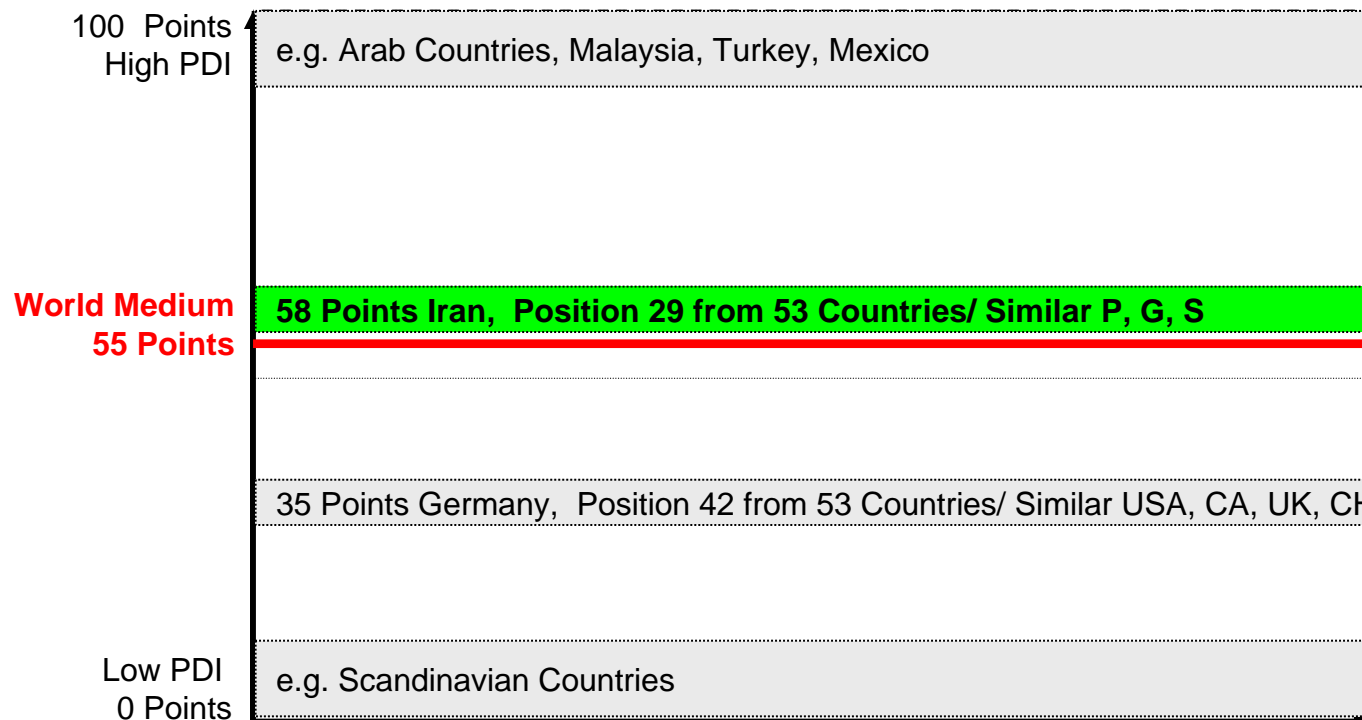 100 Points
High PDI
e.g. Arab Countries, Malaysia, Turkey, Mexico
World Medium
55 Points
58 Points Iran, Position 29 from 53 Countries/ Similar P, G, S
35 Points Germany, Position 42 from 53 Countries/ Similar USA, CA, UK, CH
Low PDI
0 Points
e.g. Scandinavian Countries